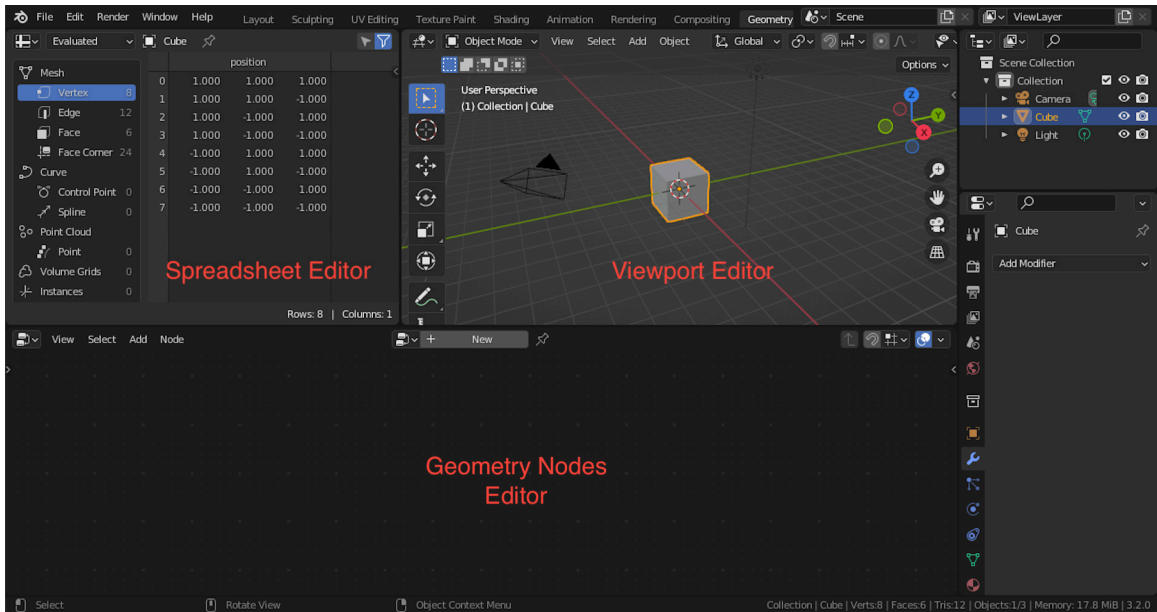 File Edit Render Window Help Layout Sculpting UV Editing Texture Paint Shading Animation Rendering Compositing Geometry Scene ViewLayer
Evaluated Cube
Object Mode View Select Add Object Global
Options
position
Mesh
Vertex 8
Edge 12
Face 6
Face Corner 24
Curve
Control Point 0
Spline 0
Point Cloud
Point 0
Volume Grids 0
Instances 0
0 1.000 1.000 1.000
1 1.000 1.000 -1.000
2 1.000 -1.000 1.000
3 1.000 -1.000 -1.000
4 -1.000 1.000 1.000
5 -1.000 1.000 -1.000
6 -1.000 -1.000 1.000
7 -1.000 -1.000 -1.000
Spreadsheet Editor
Rows: 8 | Columns: 1
User Perspective
(1) Collection | Cube
Z
Y
X
Viewport Editor
Scene Collection
Collection
Camera
Cube
Light
Cube
Add Modifier
View Select Add Node
New
Geometry Nodes
Editor
Select
Rotate View
Object Context Menu
Collection | Cube | Verts:8 | Faces:6 | Tris:12 | Objects:1/3 | Memory: 17.8 MiB | 3.2.0